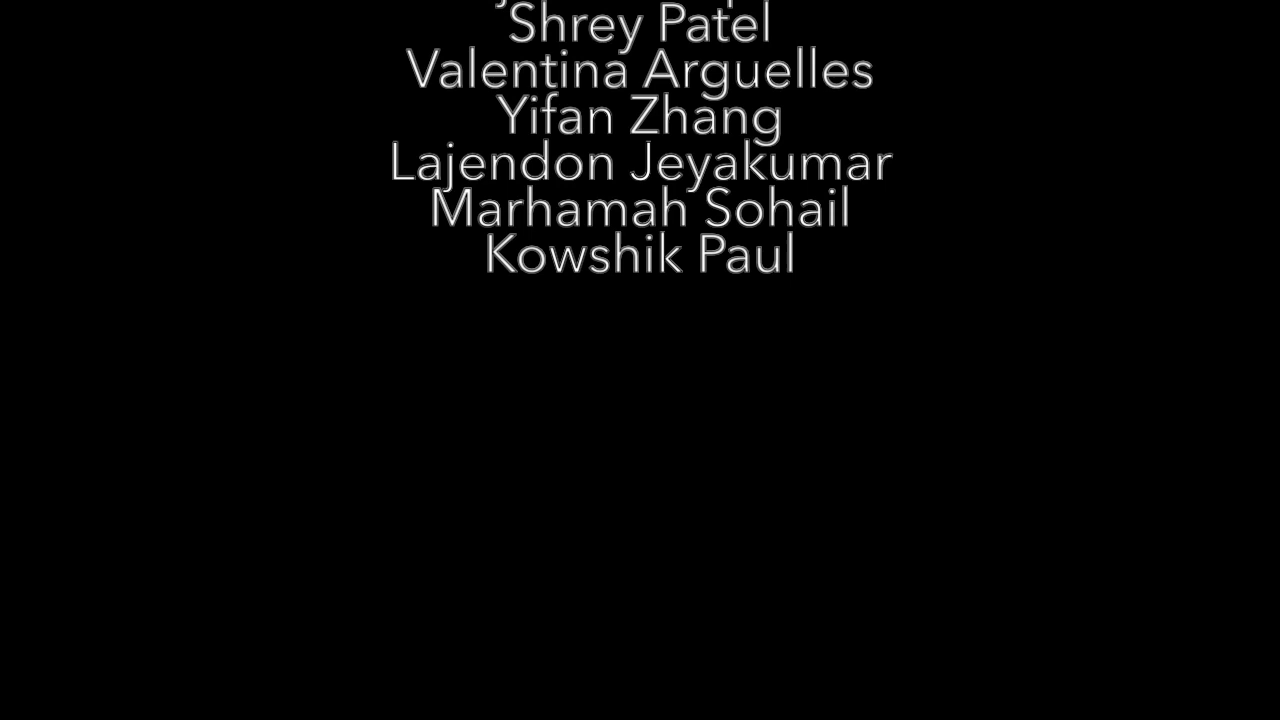 Shrey Patel
Valentina Arguelles
Yifan Zhang
Lajendon Jeyakumar
Marhamah Sohail
Kowshik Paul